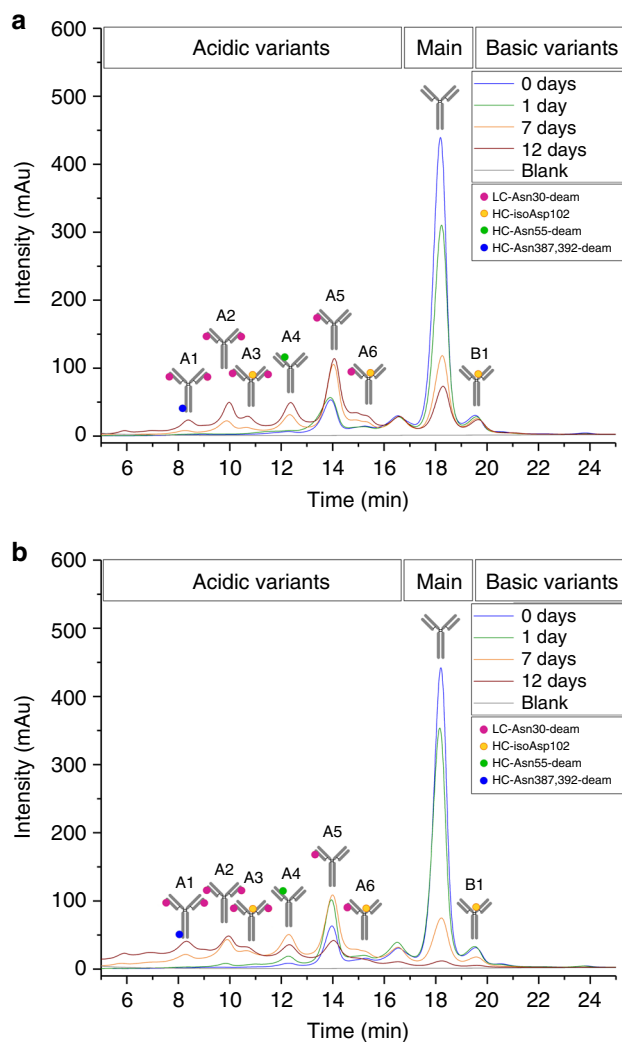 a
600
500
400
300
200
100
0
Intensity (mAu)
Acidic variants
Main
Basic variants
0 days
1 day
7 days
12 days
Blank
LC-Asn30-deam
HC-isoAsp102
HC-Asn55-deam
HC-Asn387,392-deam
A1
A2
A3
A4
A5
A6
B1
6 8 10 12 14 16 18 20 22 24
Time (min)
b
600
500
400
300
200
100
0
Intensity (mAu)
Acidic variants
Main
Basic variants
0 days
1 day
7 days
12 days
Blank
LC-Asn30-deam
HC-isoAsp102
HC-Asn55-deam
HC-Asn387,392-deam
A1
A2
A3
A4
A5
A6
B1
6 8 10 12 14 16 18 20 22 24
Time (min)